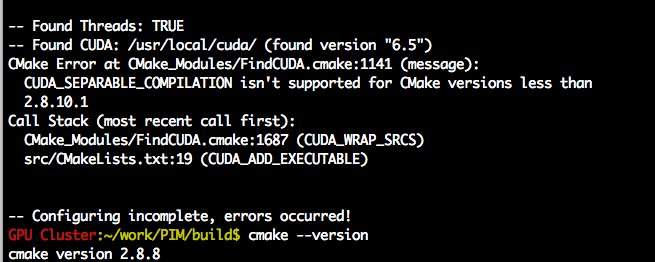 -- Found Threads: TRUE
-- Found CUDA: /usr/local/cuda/ (found version "6.5")
CMake Error at CMake_Modules/FindCUDA.cmake:1141 (message):
  CUDA_SEPARABLE_COMPILATION isn't supported for CMake versions less than
  2.8.10.1
Call Stack (most recent call first):
  CMake_Modules/FindCUDA.cmake:1687 (CUDA_WRAP_SRCS)
  src/CMakeLists.txt:19 (CUDA_ADD_EXECUTABLE)
-- Configuring incomplete, errors occurred!
GPU Cluster:~/work/PIM/build$ cmake --version
cmake version 2.8.8